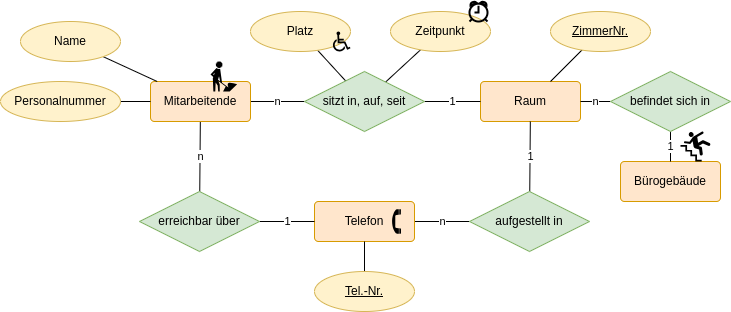 Name
Platz
Zeitpunkt
ZimmerNr.
Personalnummer
Mitarbeitende
n
sitzt in, auf, seit
1
Raum
n
befindet sich in
n
1
1
Bürogebäude
erreichbar über
1
Telefon
n
aufgestellt in
Tel.-Nr.